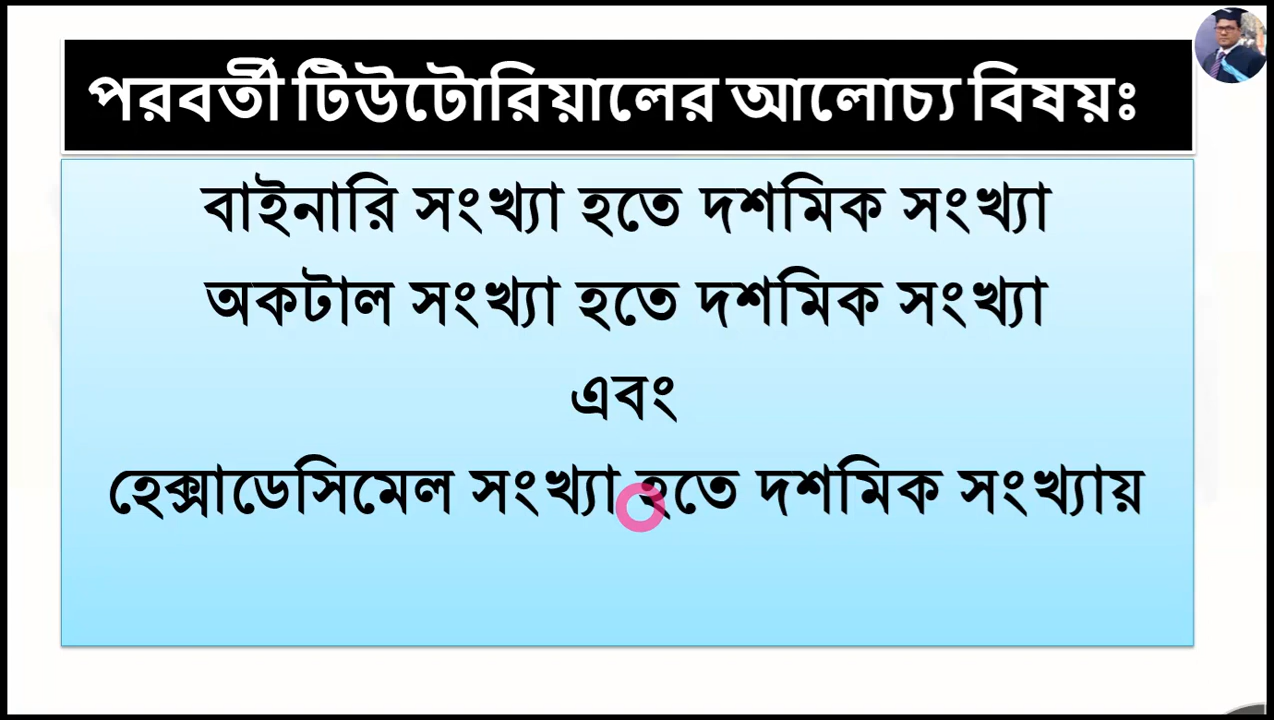 পরবর্তী টিউটোরিয়ালের আলোচ্য বিষয়ঃ
বাইনারি সংখ্যা হতে দশমিক সংখ্যা
অকটাল সংখ্যা হতে দশমিক সংখ্যা
এবং
হেক্সাডেসিমেল সংখ্যা হতে দশমিক সংখ্যায়